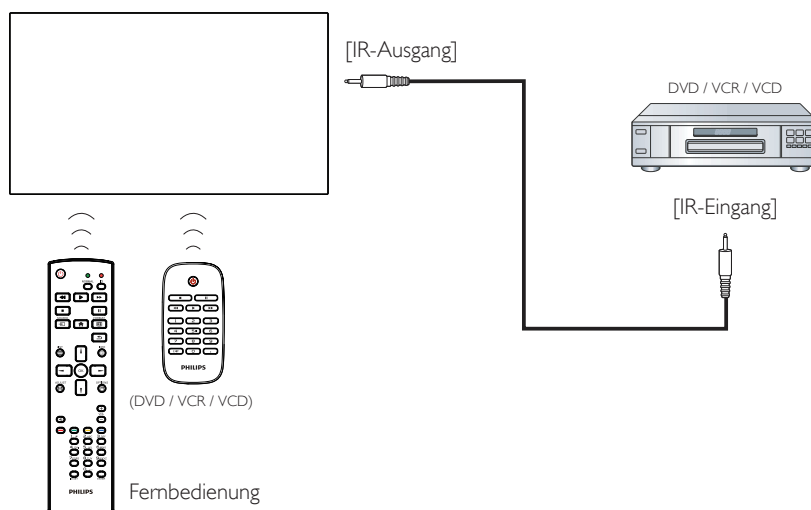 [IR-Ausgang]
DVD / VCR / VCD
[IR-Eingang]
PHILIPS
(DVD / VCR / VCD)
PHILIPS
Fernbedienung